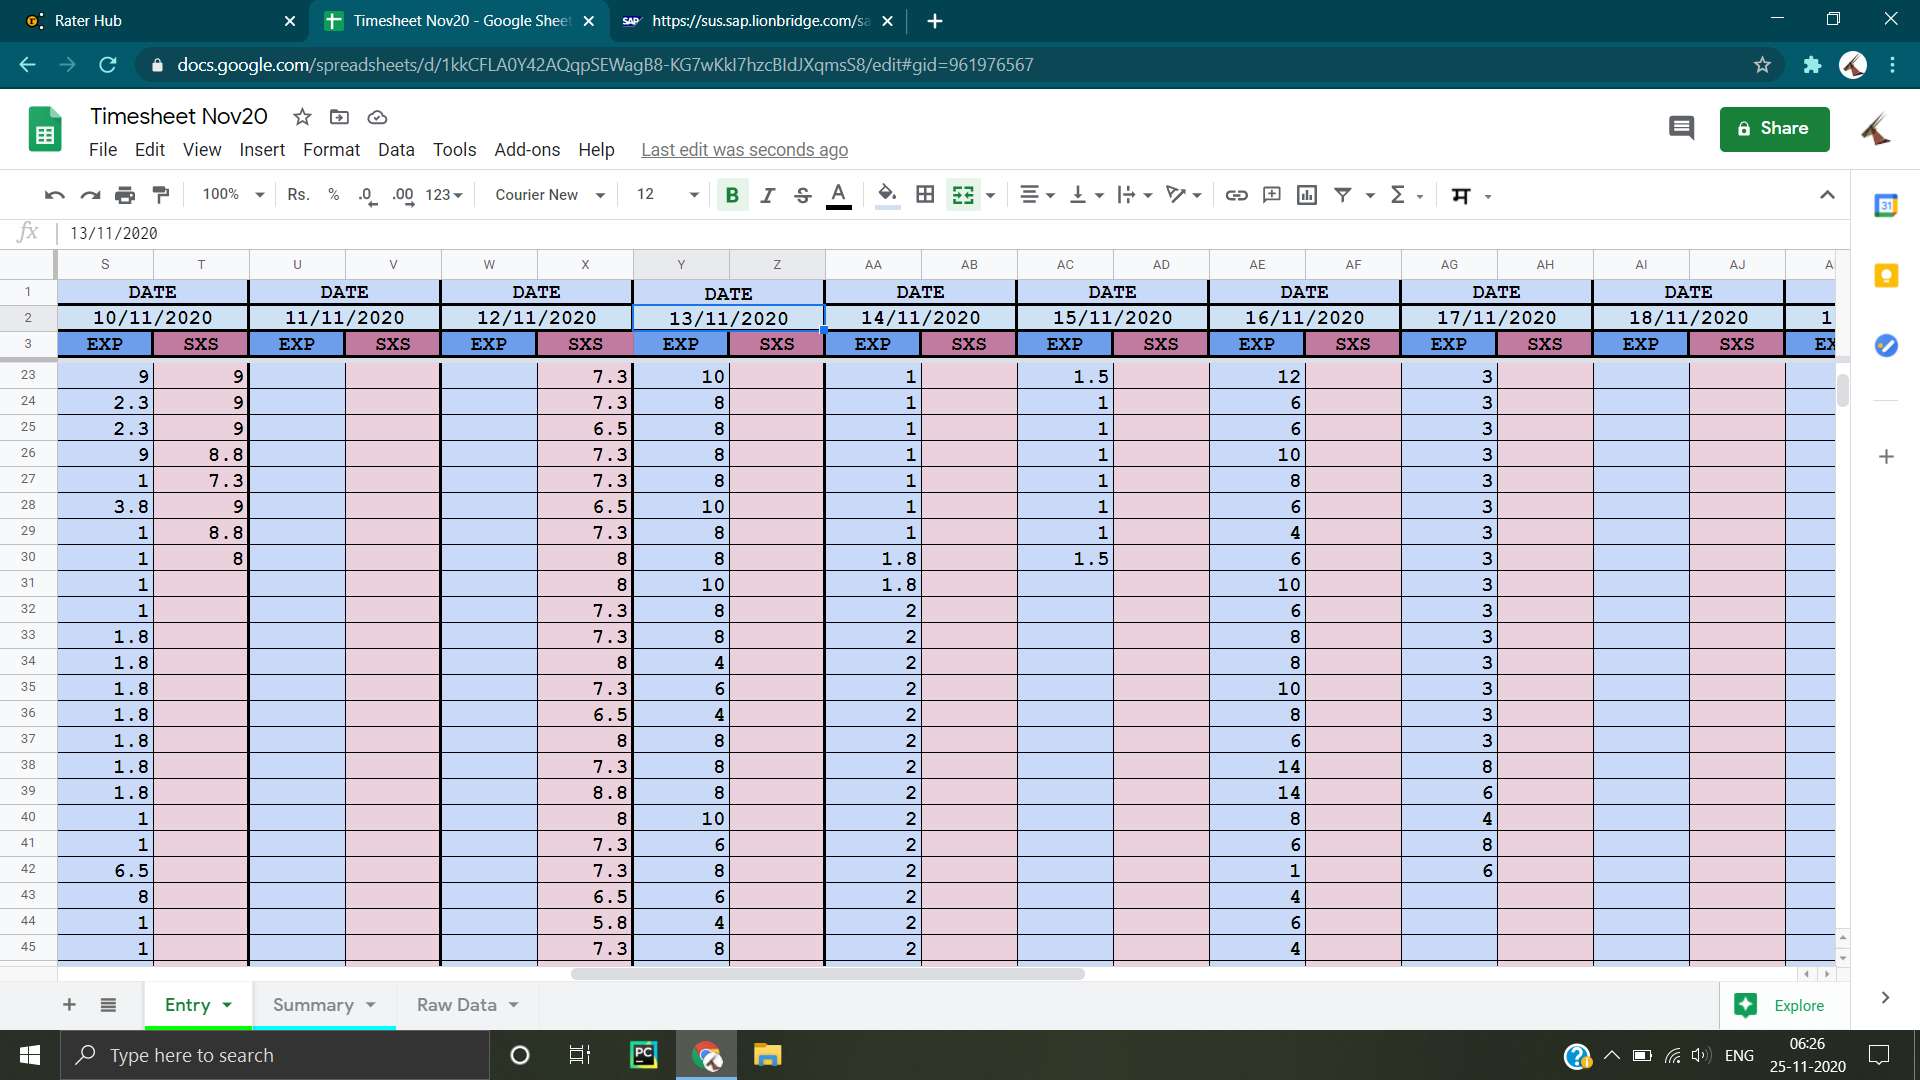 Rater Hub
Timesheet Nov20 - Google Sheet
SAP https://sus.sap.lionbridge.com/sa
docs.google.com/spreadsheets/d/1kkCFLA0Y42AQqpSEWagB8-KG7wKkI7hzcBIdJXqmsS8/edit#gid=961976567
Timesheet Nov20
File Edit View Insert Format Data Tools Add-ons Help Last edit was seconds ago
Share
100% Rs. % .0 .00 123 Courier New 12 B I S A Σ म
31
fx 13/11/2020
S T U V W X Y Z AA AB AC AD AE AF AG AH AI AJ A
1 DATE DATE DATE DATE DATE DATE DATE DATE DATE
2 10/11/2020 11/11/2020 12/11/2020 13/11/2020 14/11/2020 15/11/2020 16/11/2020 17/11/2020 18/11/2020 1
3 EXP SXS EXP SXS EXP SXS EXP SXS EXP SXS EXP SXS EXP SXS EXP SXS EXP SXS EX
23 9 9 7.3 10 1 1.5 12 3
24 2.3 9 7.3 8 1 1 6 3
25 2.3 9 6.5 8 1 1 6 3
26 9 8.8 7.3 8 1 1 10 3
27 1 7.3 7.3 8 1 1 8 3
28 3.8 9 6.5 10 1 1 6 3
29 1 8.8 7.3 8 1 1 4 3
30 1 8 8 8 1.8 1.5 6 3
31 1 8 10 1.8 10 3
32 1 7.3 8 2 6 3
33 1.8 7.3 8 2 8 3
34 1.8 8 4 2 8 3
35 1.8 7.3 6 2 10 3
36 1.8 6.5 4 2 8 3
37 1.8 8 8 2 6 3
38 1.8 7.3 8 2 14 8
39 1.8 8.8 8 2 14 6
40 1 8 10 2 8 4
41 1 7.3 6 2 6 8
42 6.5 7.3 8 2 1 6
43 8 6.5 6 2 4
44 1 5.8 4 2 6
45 1 7.3 8 2 4
Entry Summary Raw Data
Explore
Type here to search
PC
ENG
06:26
25-11-2020